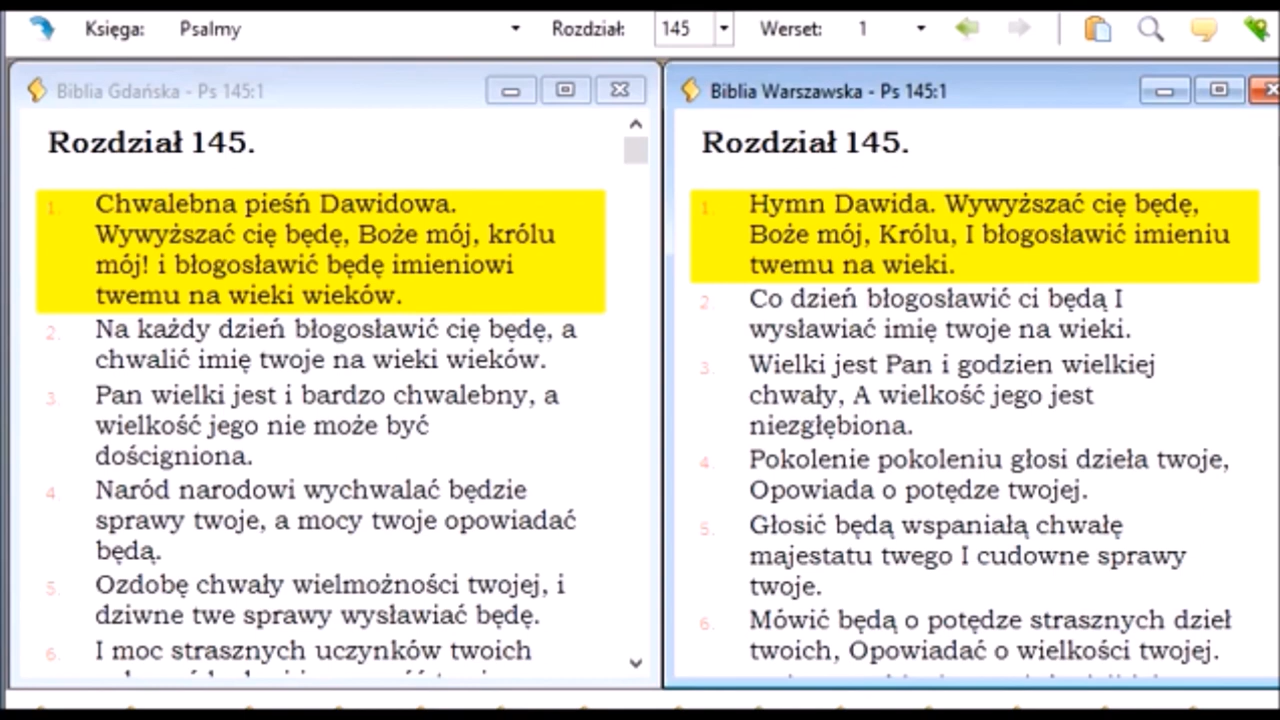 Księga: Psalmy Rozdział: 145 Werset: 1
Biblia Gdańska - Ps 145:1
Rozdział 145.
1. Chwalebna pieśń Dawidowa.
Wywyższać cię będę, Boże mój, królu
mój! i błogosławić będę imieniowi
twemu na wieki wieków.
2. Na każdy dzień błogosławić cię będę, a
chwalić imię twoje na wieki wieków.
3. Pan wielki jest i bardzo chwalebny, a
wielkość jego nie może być
dościgniona.
4. Naród narodowi wychwalać będzie
sprawy twoje, a mocy twoje opowiadać
będą.
5. Ozdobę chwały wielmożności twojej, i
dziwne twe sprawy wysławiać będę.
6. I moc strasznych uczynków twoich
Biblia Warszawska - Ps 145:1
Rozdział 145.
1. Hymn Dawida. Wywyższać cię będę,
Boże mój, Królu, I błogosławić imieniu
twemu na wieki.
2. Co dzień błogosławić ci będą I
wysławiać imię twoje na wieki.
3. Wielki jest Pan i godzien wielkiej
chwały, A wielkość jego jest
niezgłębiona.
4. Pokolenie pokoleniu głosi dzieła twoje,
Opowiada o potędze twojej.
5. Głosić będą wspaniałą chwałę
majestatu twego I cudowne sprawy
twoje.
6. Mówić będą o potędze strasznych dzieł
twoich, Opowiadać o wielkości twojej.